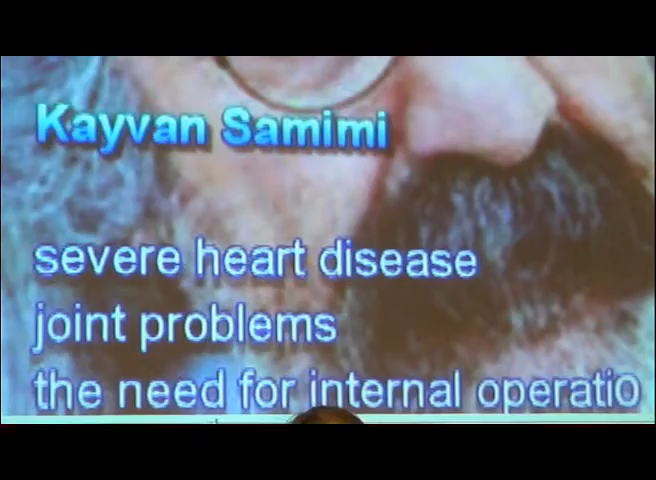 Kayvan Samimi
severe heart disease
joint problems
the need for internal operatio